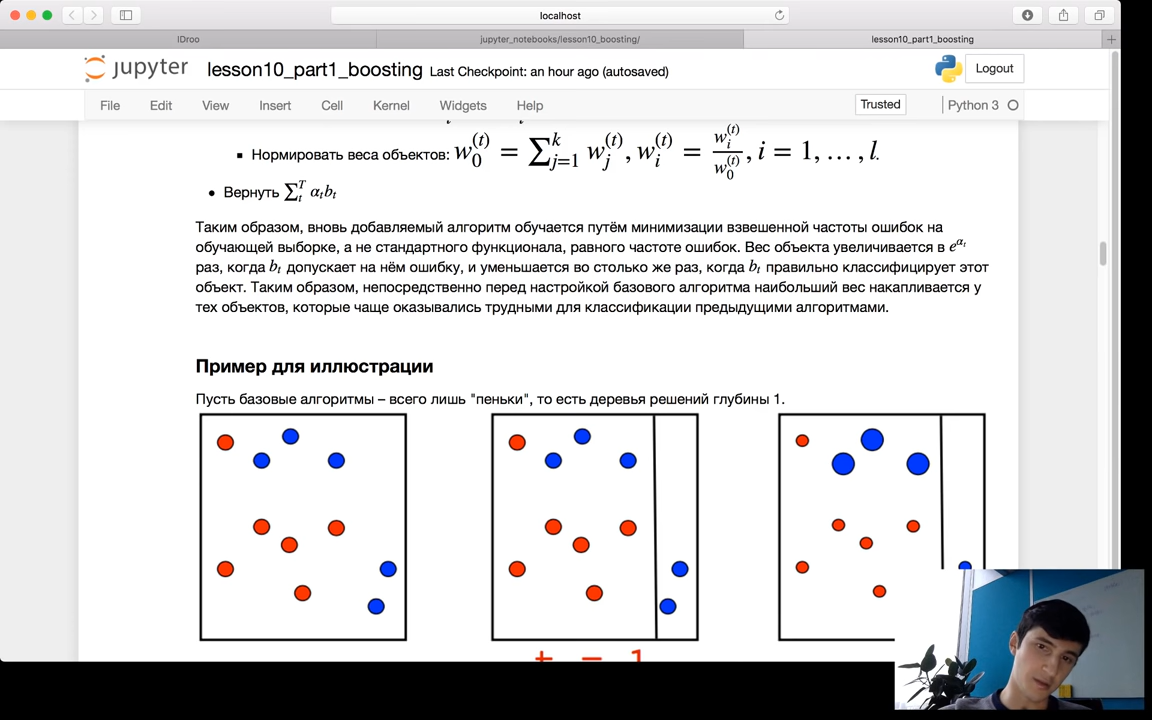 localhost
IDroo
jupyter_notebooks/lesson10_boosting/
lesson10_part1_boosting
jupyter lesson10_part1_boosting Last Checkpoint: an hour ago (autosaved)
Logout
File Edit View Insert Cell Kernel Widgets Help
Trusted
Python 3
Нормировать веса объектов: w_0^{(t)} = ∑_{j=1}^{k} w_j^{(t)}, w_i^{(t)} = \frac{w_i^{(t)}}{w_0^{(t)}}, i = 1, …, l.
Вернуть ∑_t^T α_t b_t
Таким образом, вновь добавляемый алгоритм обучается путём минимизации взвешенной частоты ошибок на
обучающей выборке, а не стандартного функционала, равного частоте ошибок. Вес объекта увеличивается в e^{α_t}
раз, когда b_t допускает на нём ошибку, и уменьшается во столько же раз, когда b_t правильно классифицирует этот
объект. Таким образом, непосредственно перед настройкой базового алгоритма наибольший вес накапливается у
тех объектов, которые чаще оказывались трудными для классификации предыдущими алгоритмами.
Пример для иллюстрации
Пусть базовые алгоритмы – всего лишь "пеньки", то есть деревья решений глубины 1.
t = 1